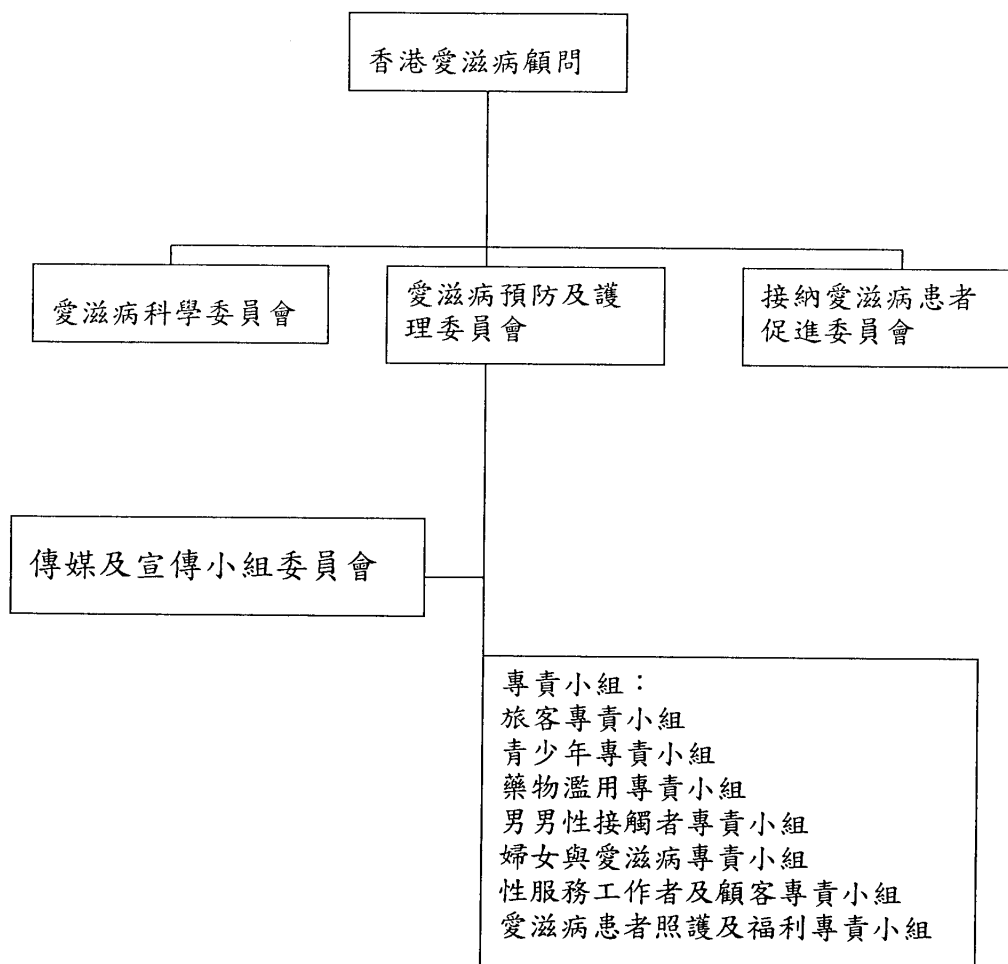 香港愛滋病顧問
愛滋病科學委員會
愛滋病預防及護
理委員會
接納愛滋病患者
促進委員會
傳媒及宣傳小組委員會
專責小組：
旅客專責小組
青少年專責小組
藥物濫用專責小組
男男性接觸者專責小組
婦女與愛滋病專責小組
性服務工作者及顧客專責小組
愛滋病患者照護及福利專責小組